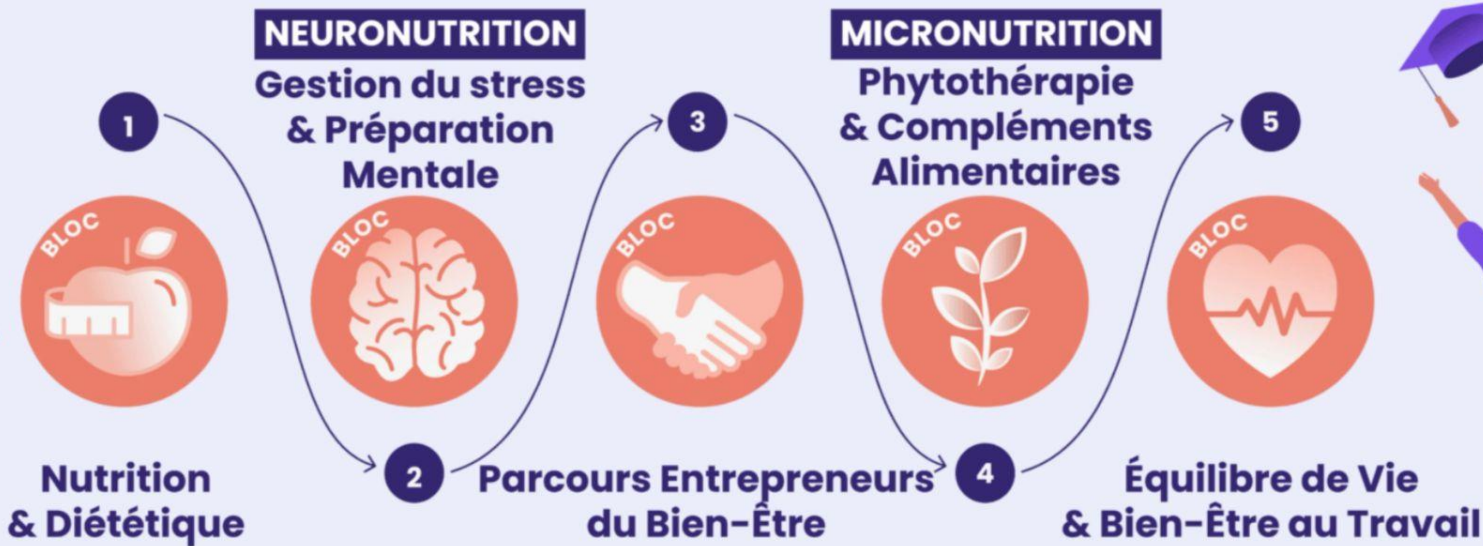 1
BLOC
Nutrition
& Diététique
NEURONUTRITION
Gestion du stress
& Préparation
Mentale
BLOC
2
3
BLOC
Parcours Entrepreneurs
du Bien-Être
MICRONUTRITION
Phytothérapie
& Compléments
Alimentaires
BLOC
4
5
BLOC
Équilibre de Vie
& Bien-Être au Travail